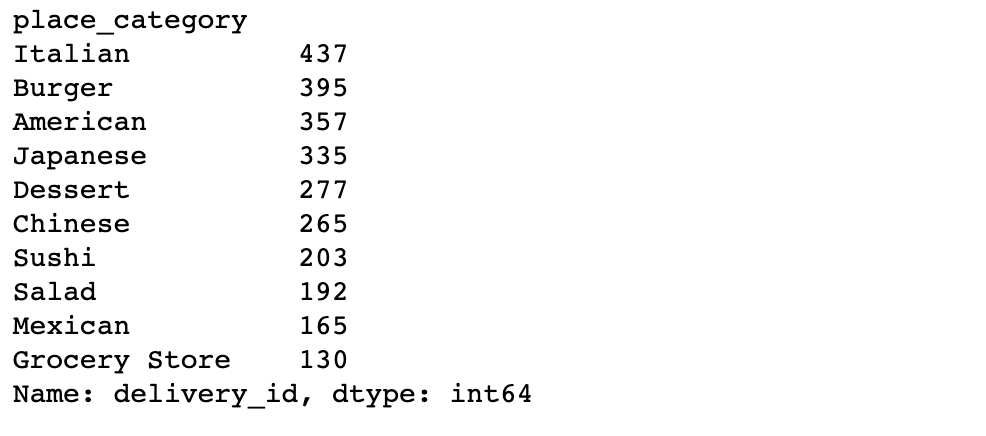 place_category
Italian 437
Burger 395
American 357
Japanese 335
Dessert 277
Chinese 265
Sushi 203
Salad 192
Mexican 165
Grocery Store 130
Name: delivery_id, dtype: int64